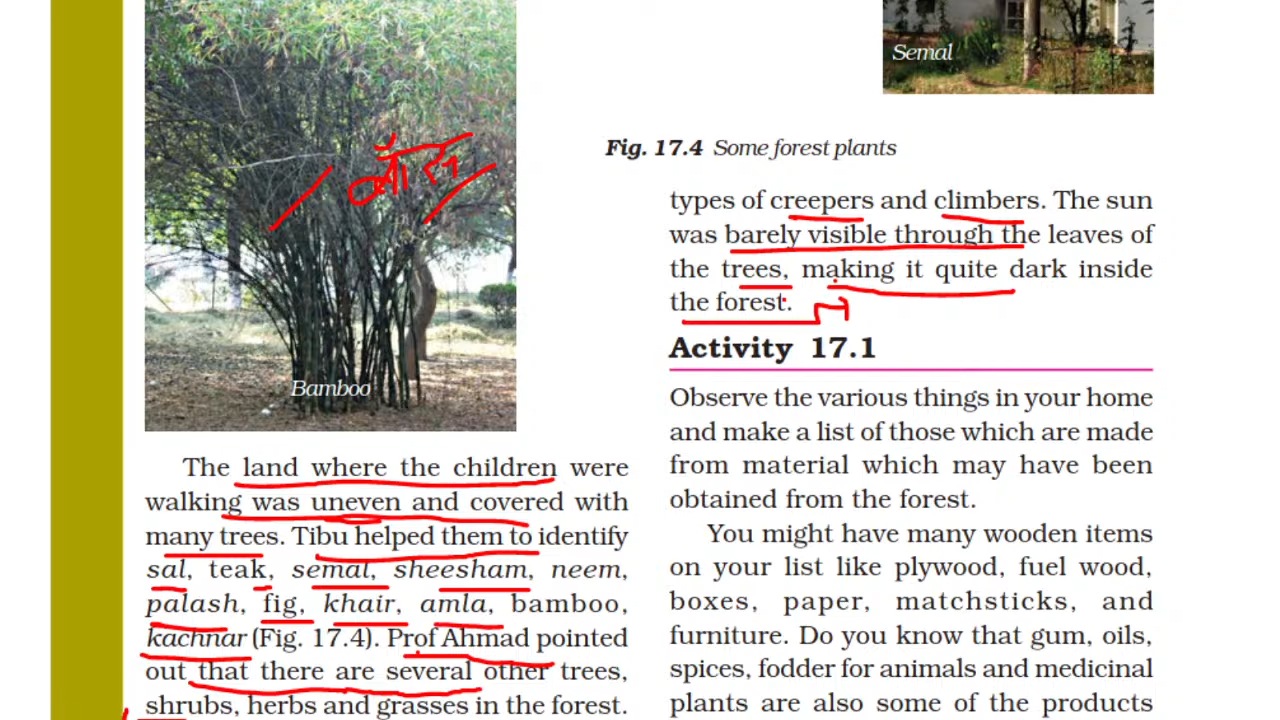 Semal
Fig. 17.4 Some forest plants
बाँस
Bamboo
The land where the children were
walking was uneven and covered with
many trees. Tibu helped them to identify
sal, teak, semal, sheesham, neem,
palash, fig, khair, amla, bamboo,
kachnar (Fig. 17.4). Prof Ahmad pointed
out that there are several other trees,
shrubs, herbs and grasses in the forest.
types of creepers and climbers. The sun
was barely visible through the leaves of
the trees, making it quite dark inside
the forest.
Activity 17.1
Observe the various things in your home
and make a list of those which are made
from material which may have been
obtained from the forest.
You might have many wooden items
on your list like plywood, fuel wood,
boxes, paper, matchsticks, and
furniture. Do you know that gum, oils,
spices, fodder for animals and medicinal
plants are also some of the products